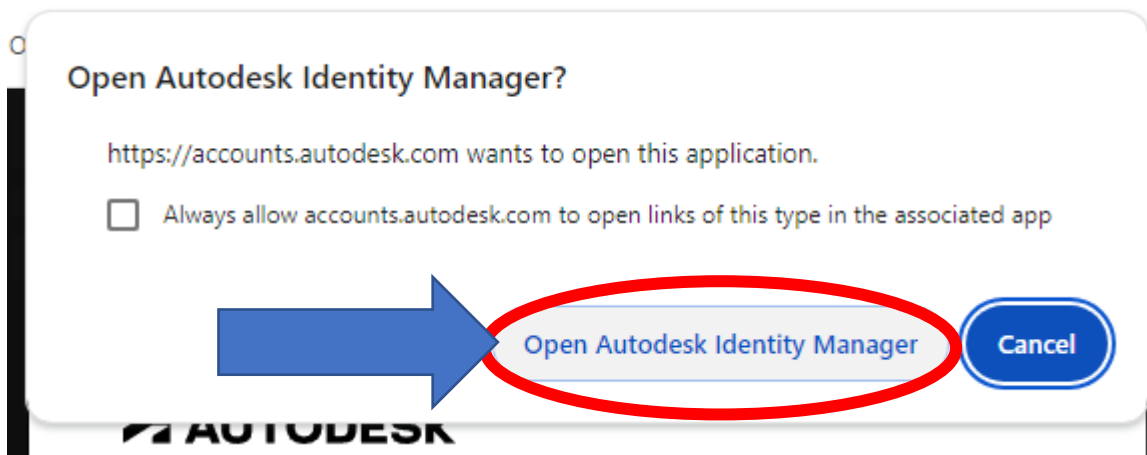 Open Autodesk Identity Manager?
https://accounts.autodesk.com wants to open this application.
Always allow accounts.autodesk.com to open links of this type in the associated app
Open Autodesk Identity Manager
Cancel
AUTODESK